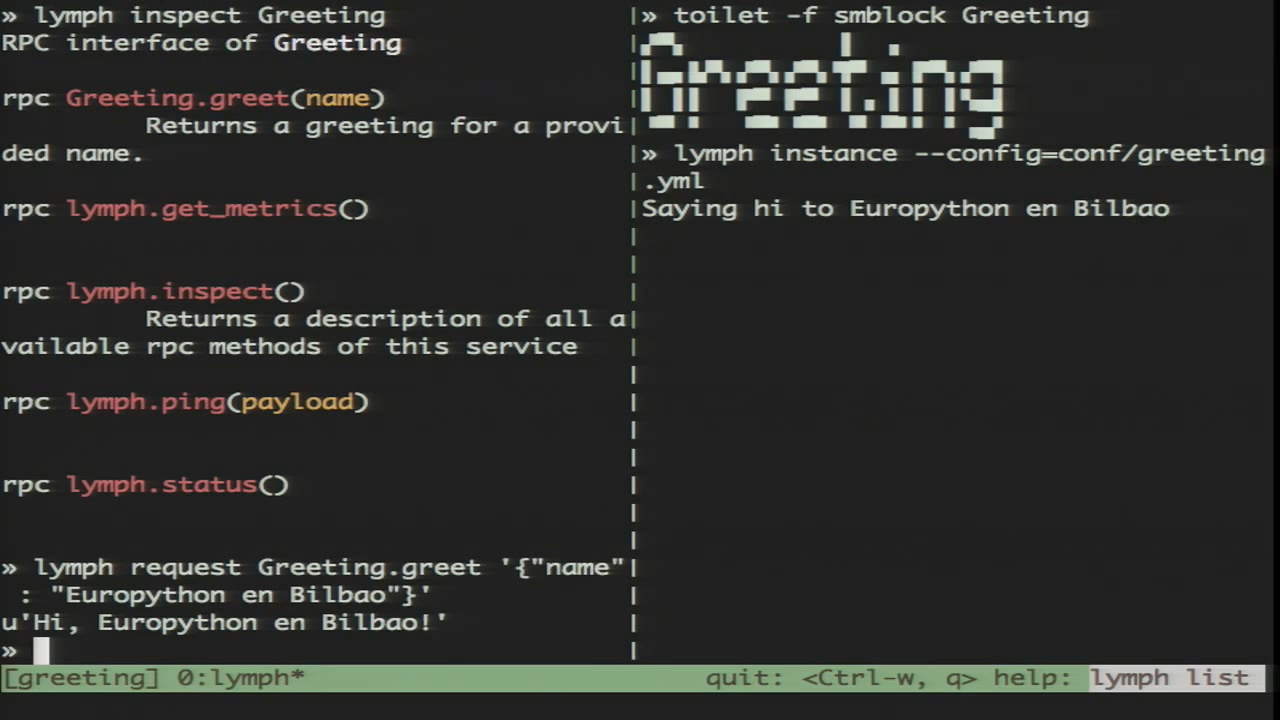 » lymph inspect Greeting
RPC interface of Greeting
rpc Greeting.greet(name)
Returns a greeting for a provi
ded name.
rpc lymph.get_metrics()
rpc lymph.inspect()
Returns a description of all a
vailable rpc methods of this service
rpc lymph.ping(payload)
rpc lymph.status()
» lymph request Greeting.greet '{"name"
: "Europython en Bilbao"}'
u'Hi, Europython en Bilbao!'
»
» toilet -f smblock Greeting
Greeting
» lymph instance --config=conf/greeting
.yml
Saying hi to Europython en Bilbao
[greeting] 0:lymph* quit: <Ctrl-w, q> help: lymph list